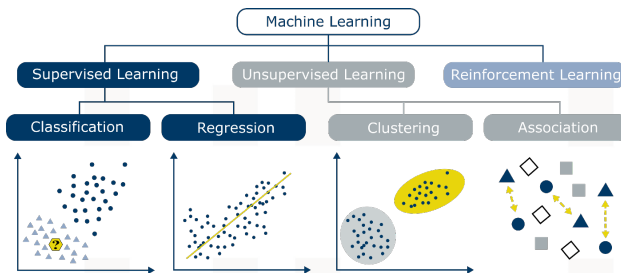 Machine Learning
Supervised Learning
Unsupervised Learning
Reinforcement Learning
Classification
Regression
Clustering
Association
?